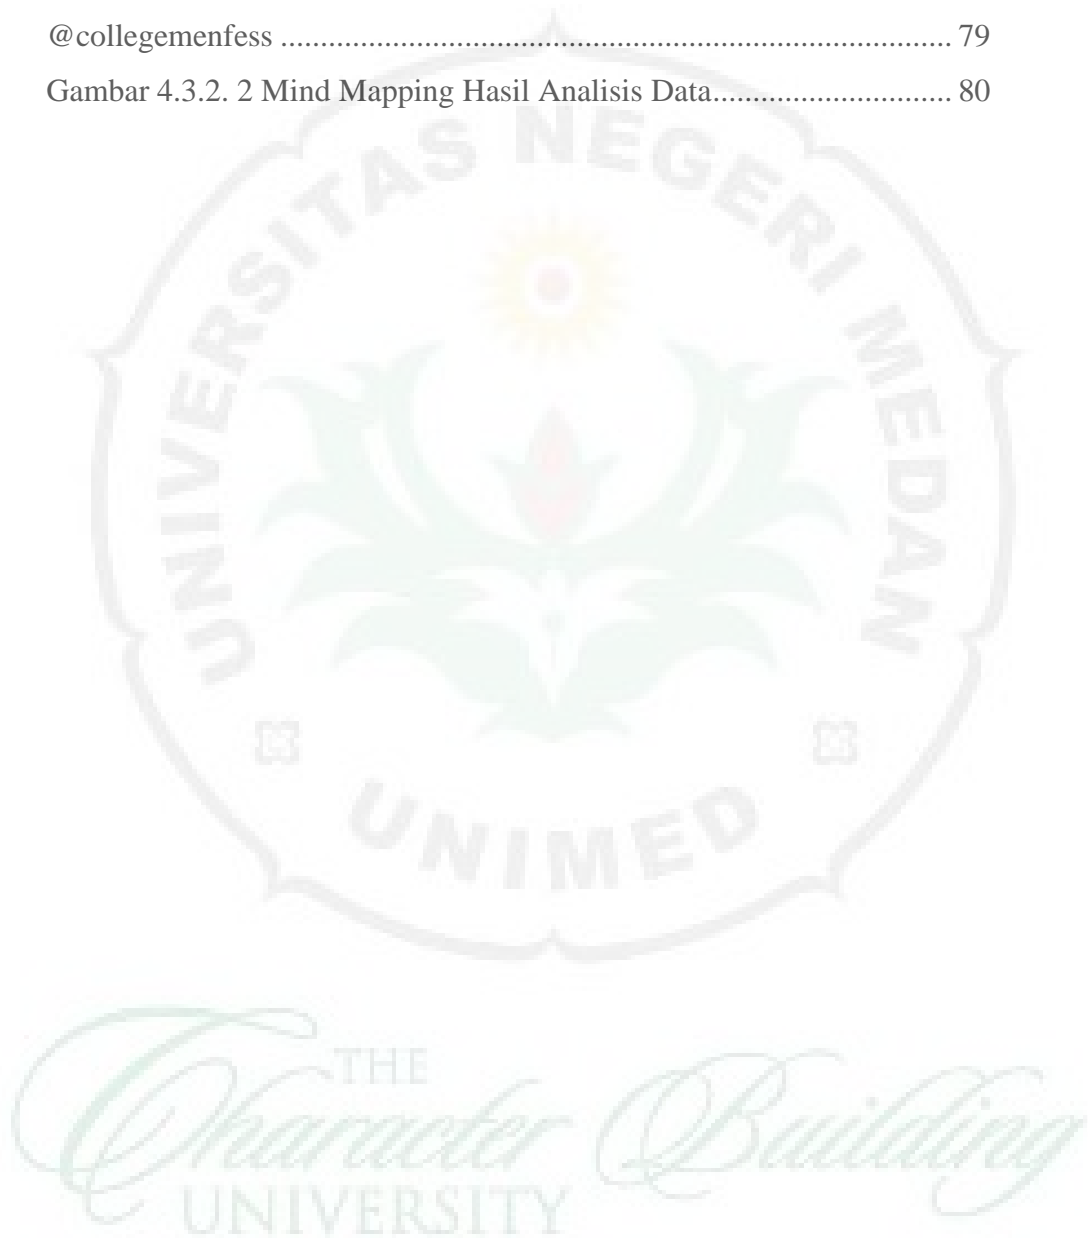 @collegemenfess ........................................................................................ 79
Gambar 4.3.2. 2 Mind Mapping Hasil Analisis Data............................. 80
UNIVERSITAS NEGERI MEDAN
UNIMED
THE
Character Building
UNIVERSITY